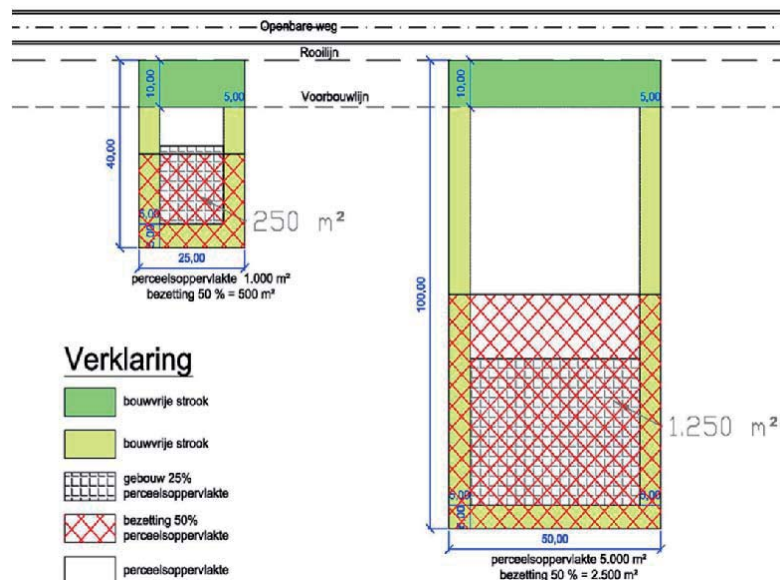 Openbare weg
Rooilijn
Voorbouwlijn
10,00
5,00
40,00
5,00
5,00
250 m²
25,00
perceelsoppervlakte 1.000 m²
bezetting 50 % = 500 m²
10,00
5,00
100,00
1.250 m²
5,00
5,00
5,00
50,00
perceelsoppervlakte 5.000 m²
bezetting 50 % = 2.500 m²
Verklaring
bouwvrije strook
bouwvrije strook
gebouw 25%
perceelsoppervlakte
bezetting 50%
perceelsoppervlakte
perceelsoppervlakte